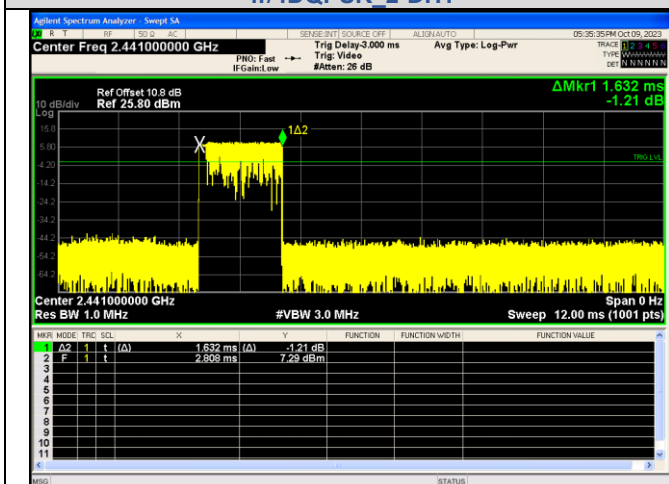 Agilent Spectrum Analyzer - Swept SA
R T RF 50 Ω AC SENSE:INT SOURCE OFF ALIGNAUTO 05:35:35PM Oct 09, 2023
Center Freq 2.441000000 GHz Trig Delay-3.000 ms Avg Type: Log-Pwr TRACE 1 2 3 4 5 6
PNO: Fast Trig: Video TYPE
IFGain:Low #Atten: 26 dB DET N N N N N N
ΔMkr1 1.632 ms
Ref Offset 10.8 dB
10 dB/div Ref 25.80 dBm -1.21 dB
Log
15.8
1Δ2
5.80
X
TRIG LVL
-4.20
-14.2
-24.2
-34.2
-44.2
-54.2
-64.2
Center 2.441000000 GHz Span 0 Hz
Res BW 1.0 MHz #VBW 3.0 MHz Sweep 12.00 ms (1001 pts)
MKR MODE TRC SCL X Y FUNCTION FUNCTION WIDTH FUNCTION VALUE
1 Δ2 1 t (Δ) 1.632 ms (Δ) -1.21 dB
2 F 1 t 2.808 ms 7.29 dBm
3
4
5
6
7
8
9
10
11
MSG STATUS